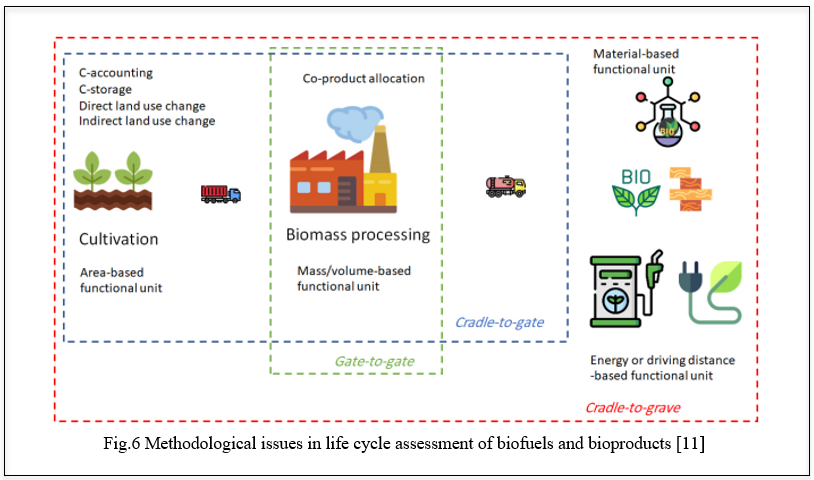 C-accounting
C-storage
Direct land use change
Indirect land use change
Cultivation
Area-based
functional unit
Co-product allocation
Biomass processing
Mass/volume-based
functional unit
Gate-to-gate
Cradle-to-gate
Material-based
functional unit
BIO
BIO
Energy or driving distance
-based functional unit
Cradle-to-grave
Fig.6 Methodological issues in life cycle assessment of biofuels and bioproducts [11]